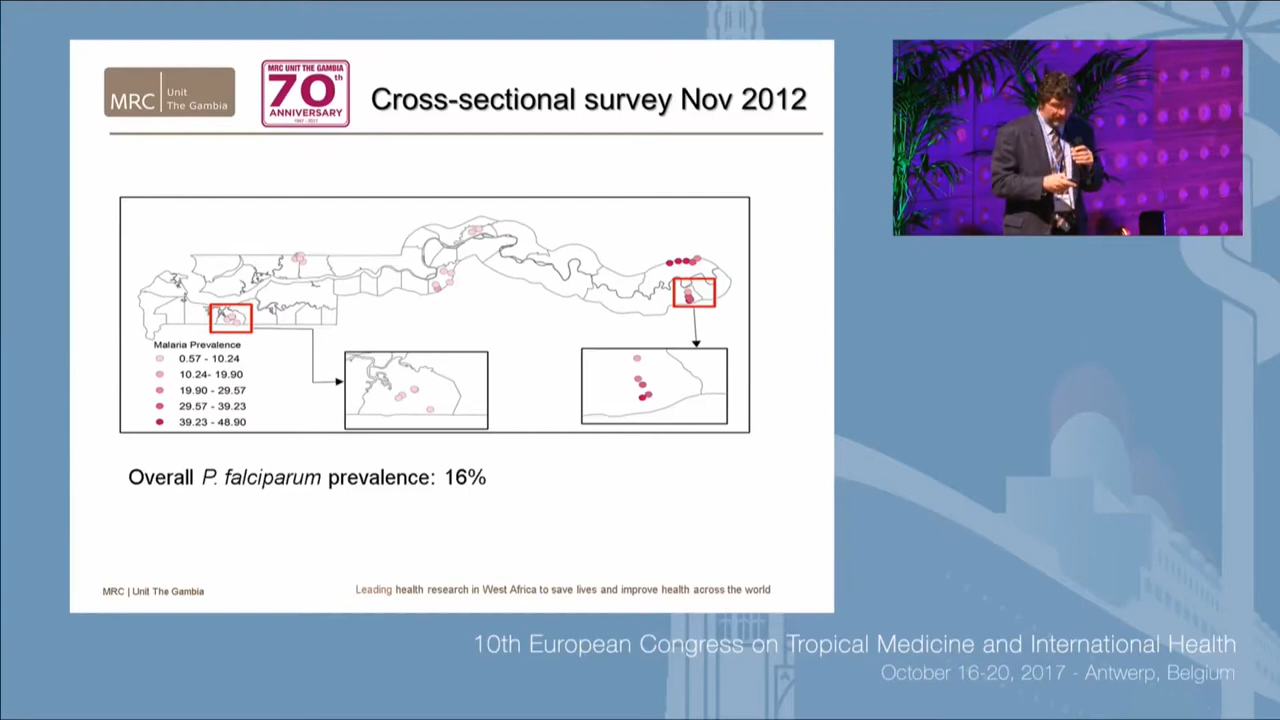 MRC
Unit
The Gambia
MRC UNIT THE GAMBIA
70th
ANNIVERSARY
1947 - 2017
Cross-sectional survey Nov 2012
Malaria Prevalence
0.57 - 10.24
10.24- 19.90
19.90 - 29.57
29.57 - 39.23
39.23 - 48.90
Overall P. falciparum prevalence: 16%
MRC | Unit The Gambia
Leading health research in West Africa to save lives and improve health across the world
10th European Congress on Tropical Medicine and International Health
October 16-20, 2017 - Antwerp, Belgium